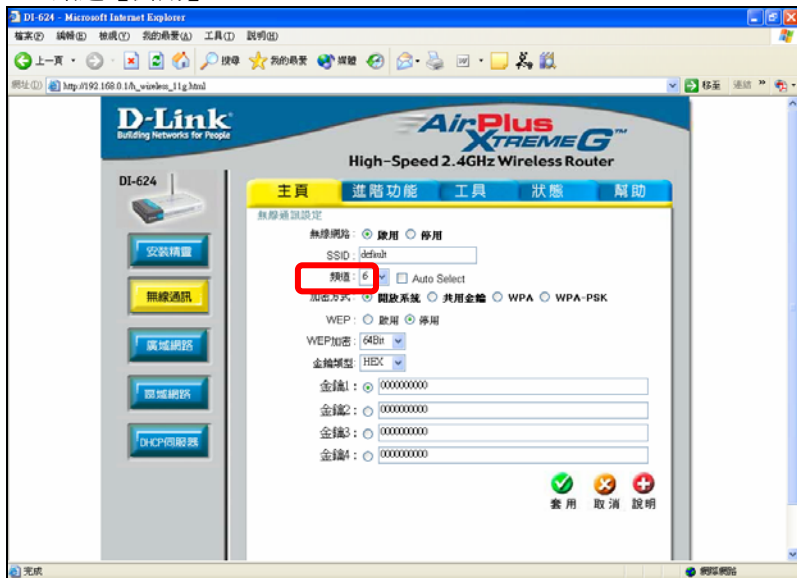 DI-624 - Microsoft Internet Explorer
檔案(F) 編輯(E) 檢視(V) 我的最愛(A) 工具(T) 說明(H)
上一頁 搜尋 我的最愛 媒體
網址(D) http://192.168.0.1/h_wireless_11g.html 移至 連結 »
D-Link
Building Networks for People
AirPlus
XTREME G™
High-Speed 2.4GHz Wireless Router
DI-624
主頁 進階功能 工具 狀態 幫助
無線通訊設定
安裝精靈
無線通訊
廣域網路
區域網路
DHCP伺服器
無線網路 : 啟用 停用
SSID : default
頻道 : 6 Auto Select
加密方式 : 開放系統 共用金鑰 WPA WPA-PSK
WEP : 啟用 停用
WEP加密 : 64Bit
金鑰類型: HEX
金鑰1 : 0000000000
金鑰2 : 0000000000
金鑰3 : 0000000000
金鑰4 : 0000000000
套用 取消 說明
完成 網際網路